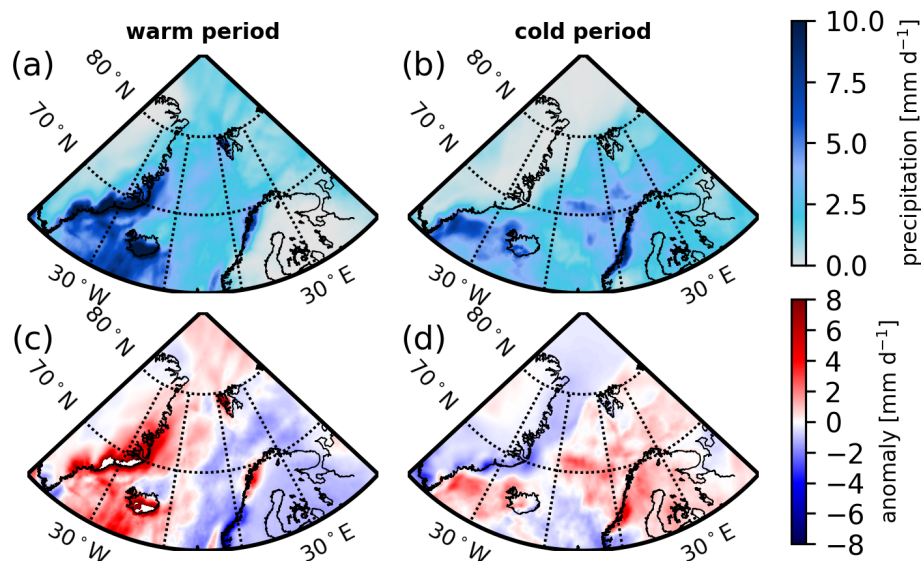 warm period
cold period
(a)
80°N
70°N
30°W
30°E
(b)
80°N
70°N
30°W
30°E
10.0
7.5
5.0
2.5
0.0
precipitation [mm d⁻¹]
(c)
80°N
70°N
30°W
30°E
(d)
80°N
70°N
30°W
30°E
8
6
4
2
0
−2
−4
−6
−8
anomaly [mm d⁻¹]